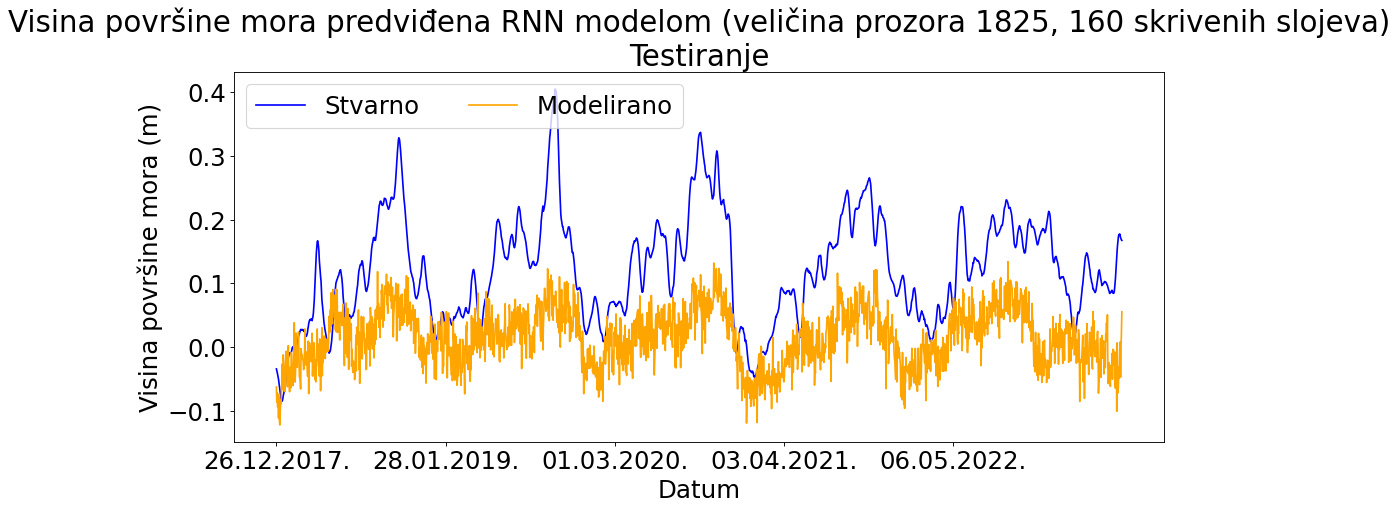 Visina površine mora predviđena RNN modelom (veličina prozora 1825, 160 skrivenih slojeva)
Testiranje
Stvarno Modelirano
Visina površine mora (m)
0.4
0.3
0.2
0.1
0.0
−0.1
26.12.2017. 28.01.2019. 01.03.2020. 03.04.2021. 06.05.2022.
Datum